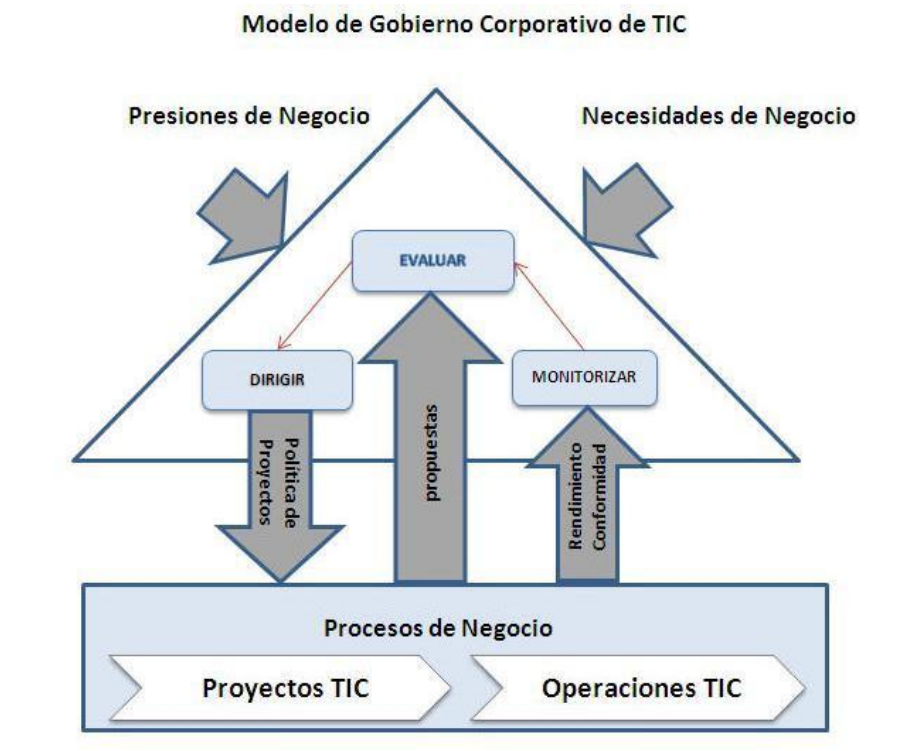 Modelo de Gobierno Corporativo de TIC
Presiones de Negocio
Necesidades de Negocio
EVALUAR
DIRIGIR
MONITORIZAR
Política de
Proyectos
propuestas
Rendimiento
Conformidad
Procesos de Negocio
Proyectos TIC
Operaciones TIC